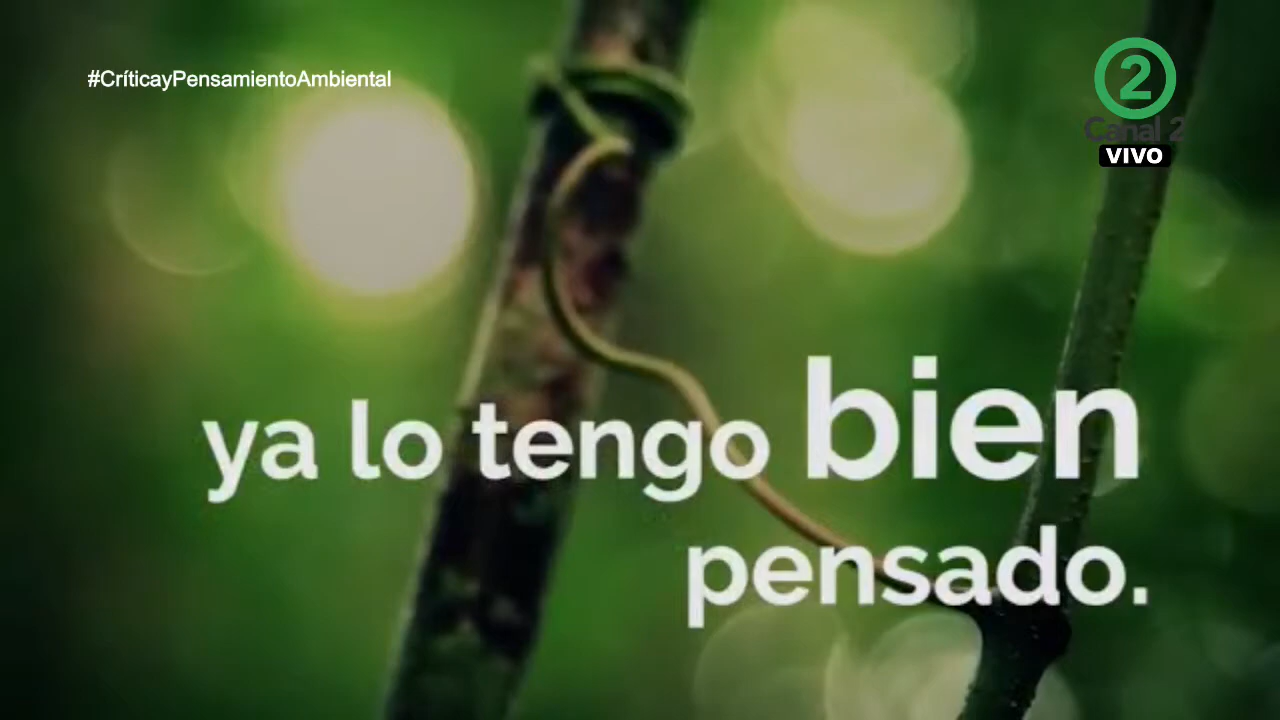 #CríticayPensamientoAmbiental
2
Canal 2
VIVO
ya lo tengo bien
pensado.